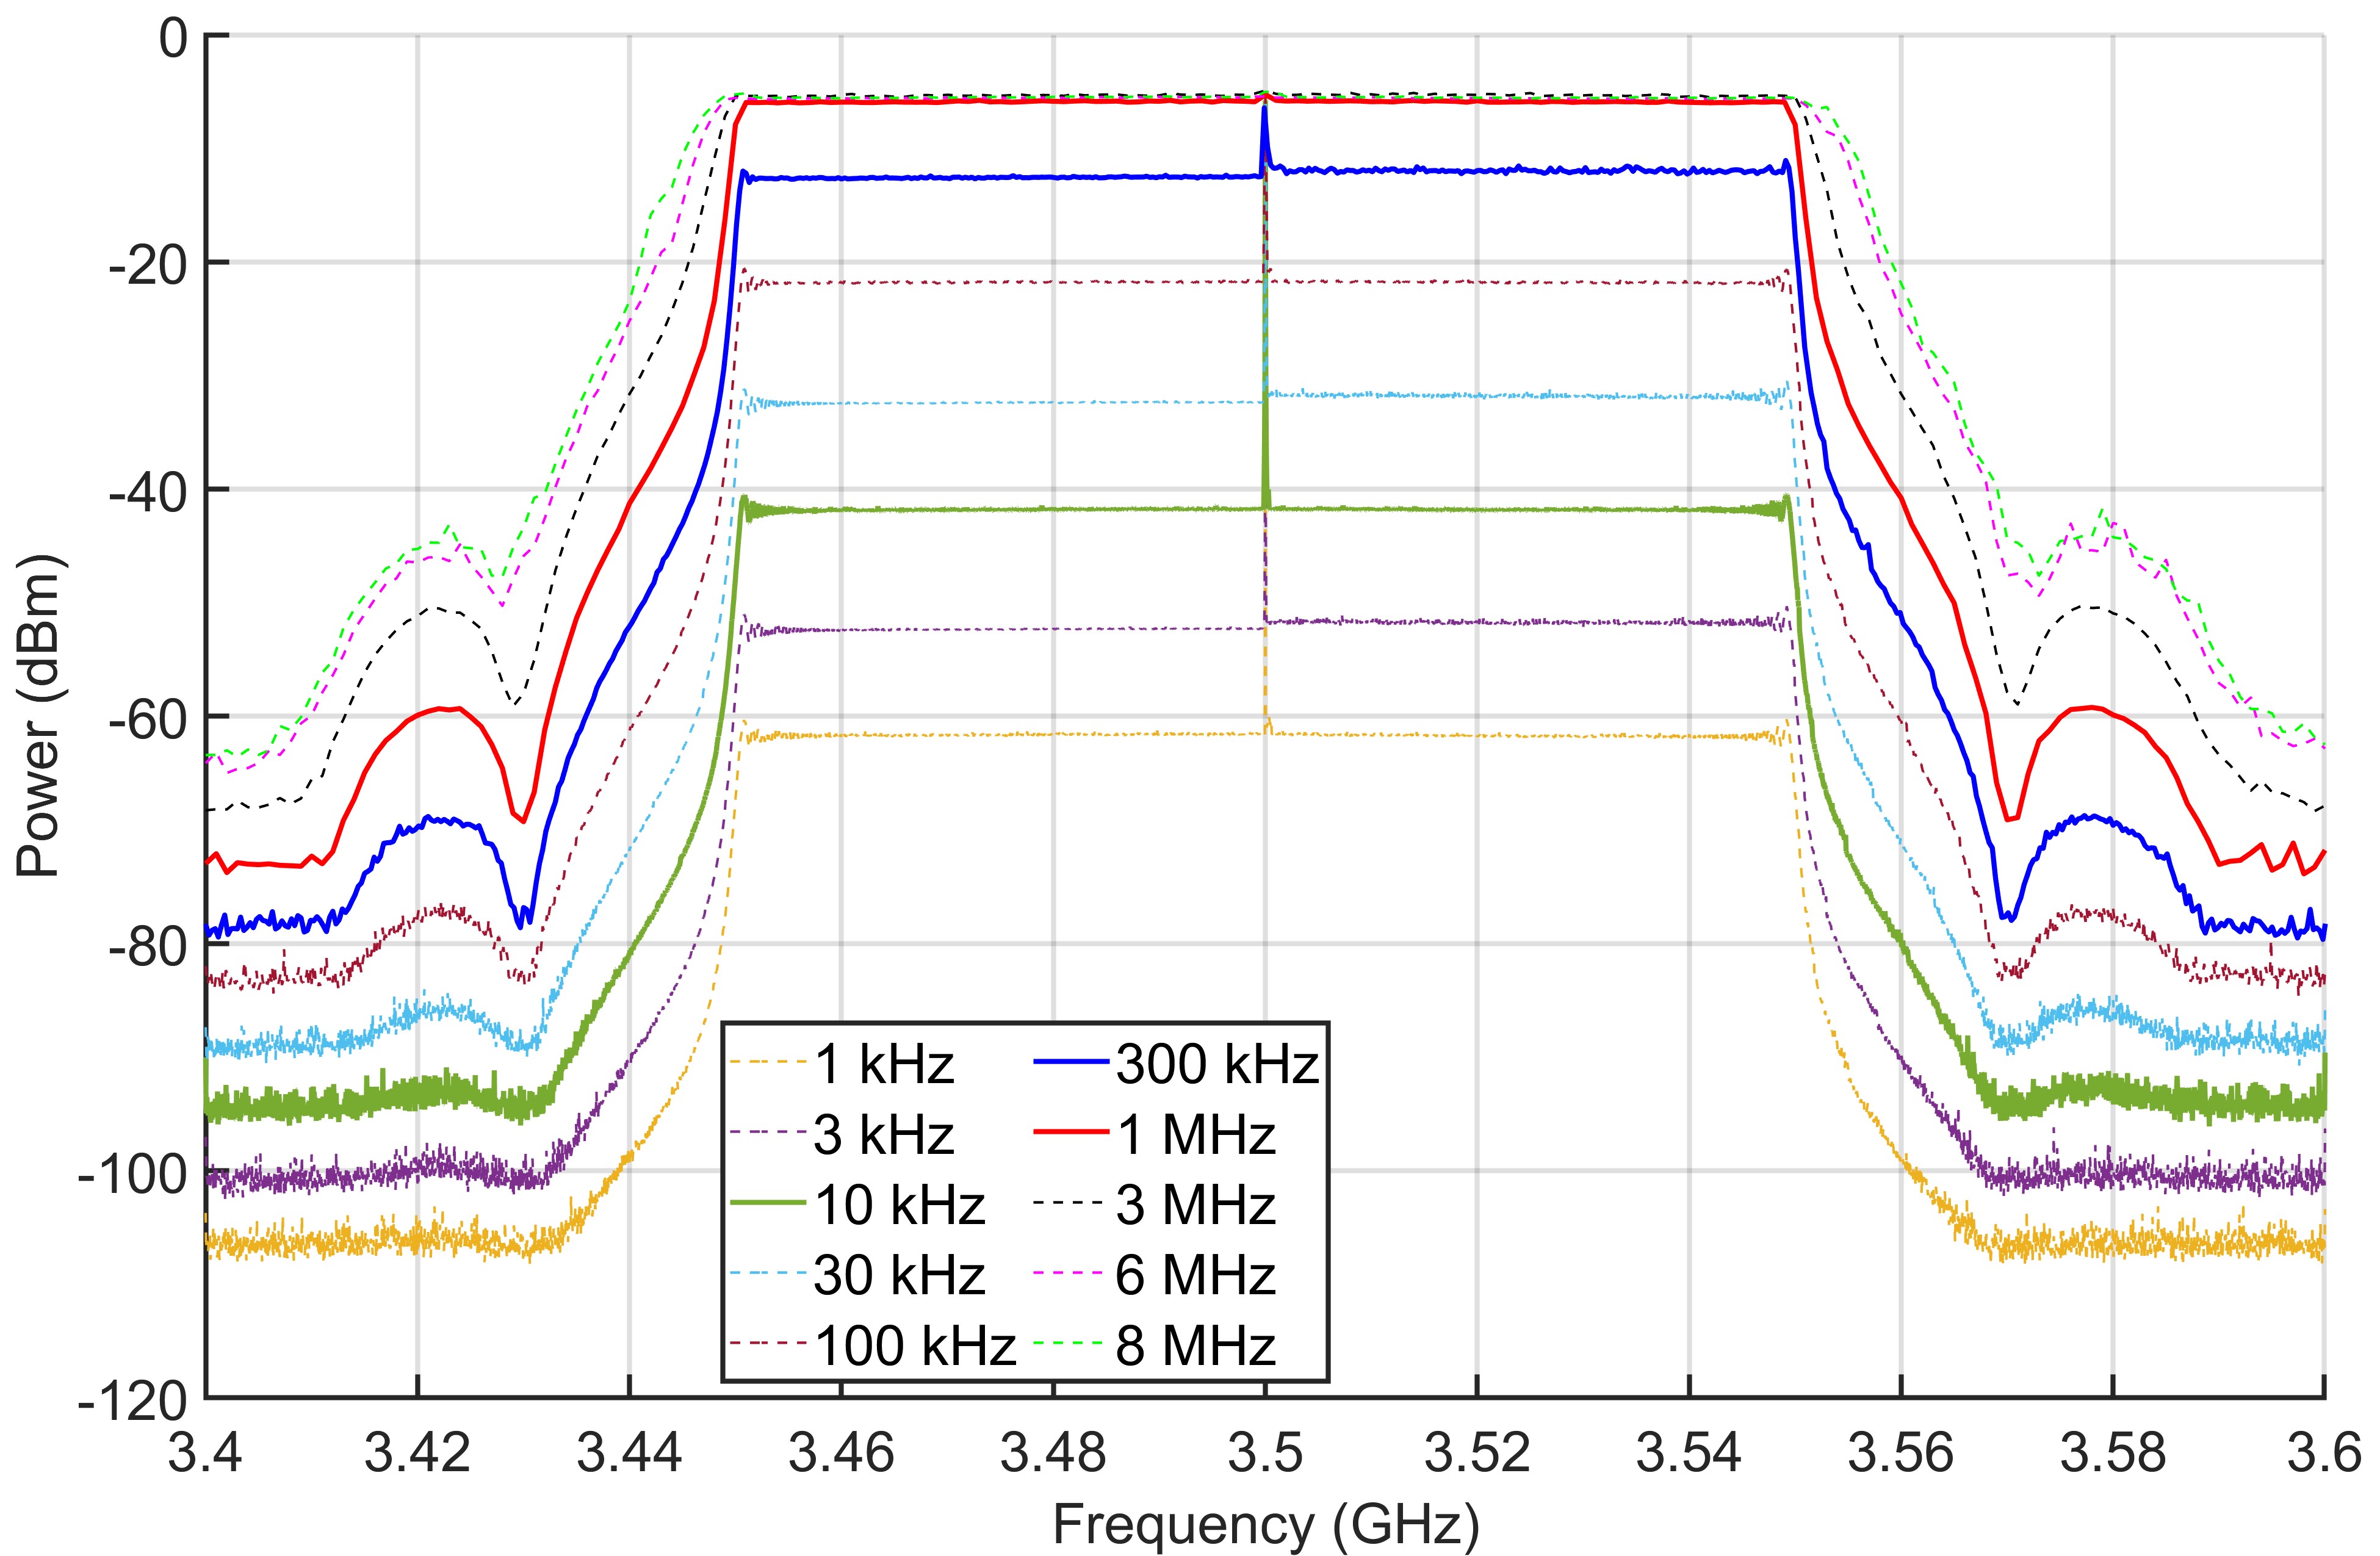 0
-20
-40
-60
-80
-100
-120
Power (dBm)
1 kHz
3 kHz
10 kHz
30 kHz
100 kHz
300 kHz
1 MHz
3 MHz
6 MHz
8 MHz
3.4 3.42 3.44 3.46 3.48 3.5 3.52 3.54 3.56 3.58 3.6
Frequency (GHz)